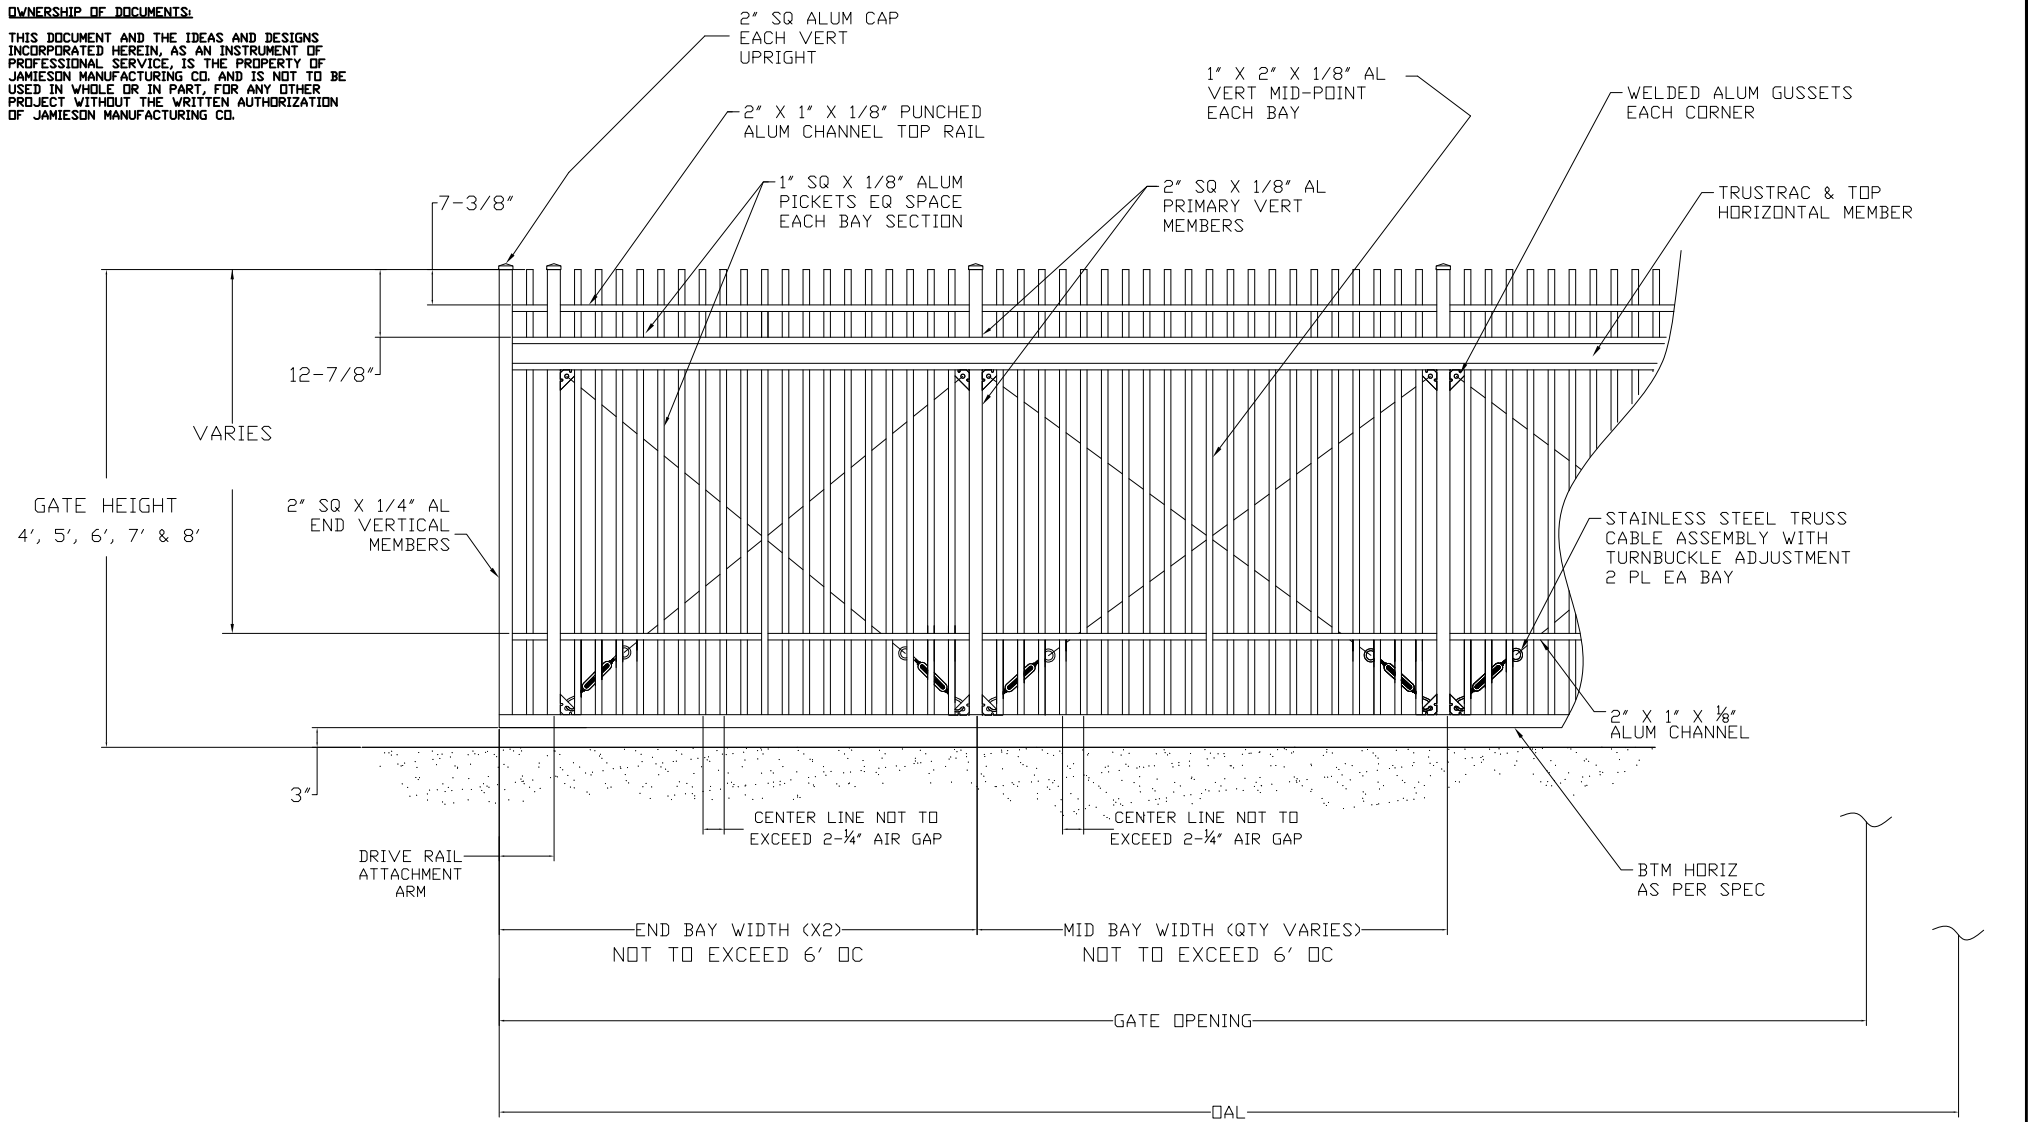 OWNERSHIP OF DOCUMENTS:
THIS DOCUMENT AND THE IDEAS AND DESIGNS
INCORPORATED HEREIN, AS AN INSTRUMENT OF
PROFESSIONAL SERVICE, IS THE PROPERTY OF
JAMIESON MANUFACTURING CO. AND IS NOT TO BE
USED IN WHOLE OR IN PART, FOR ANY OTHER
PROJECT WITHOUT THE WRITTEN AUTHORIZATION
OF JAMIESON MANUFACTURING CO.
2" SQ ALUM CAP
EACH VERT
UPRIGHT
2" X 1" X 1/8" PUNCHED
ALUM CHANNEL TOP RAIL
1" SQ X 1/8" ALUM
PICKETS EQ SPACE
EACH BAY SECTION
1" X 2" X 1/8" AL
VERT MID-POINT
EACH BAY
2" SQ X 1/8" AL
PRIMARY VERT
MEMBERS
WELDED ALUM GUSSETS
EACH CORNER
TRUSTRAC & TOP
HORIZONTAL MEMBER
7-3/8"
12-7/8"
VARIES
GATE HEIGHT
4', 5', 6', 7' & 8'
2" SQ X 1/4" AL
END VERTICAL
MEMBERS
STAINLESS STEEL TRUSS
CABLE ASSEMBLY WITH
TURNBUCKLE ADJUSTMENT
2 PL EA BAY
2" X 1" X ⅛"
ALUM CHANNEL
3"
CENTER LINE NOT TO
EXCEED 2-¼" AIR GAP
CENTER LINE NOT TO
EXCEED 2-¼" AIR GAP
DRIVE RAIL
ATTACHMENT
ARM
BTM HORIZ
AS PER SPEC
END BAY WIDTH (X2)
NOT TO EXCEED 6' OC
MID BAY WIDTH (QTY VARIES)
NOT TO EXCEED 6' OC
GATE OPENING
OAL